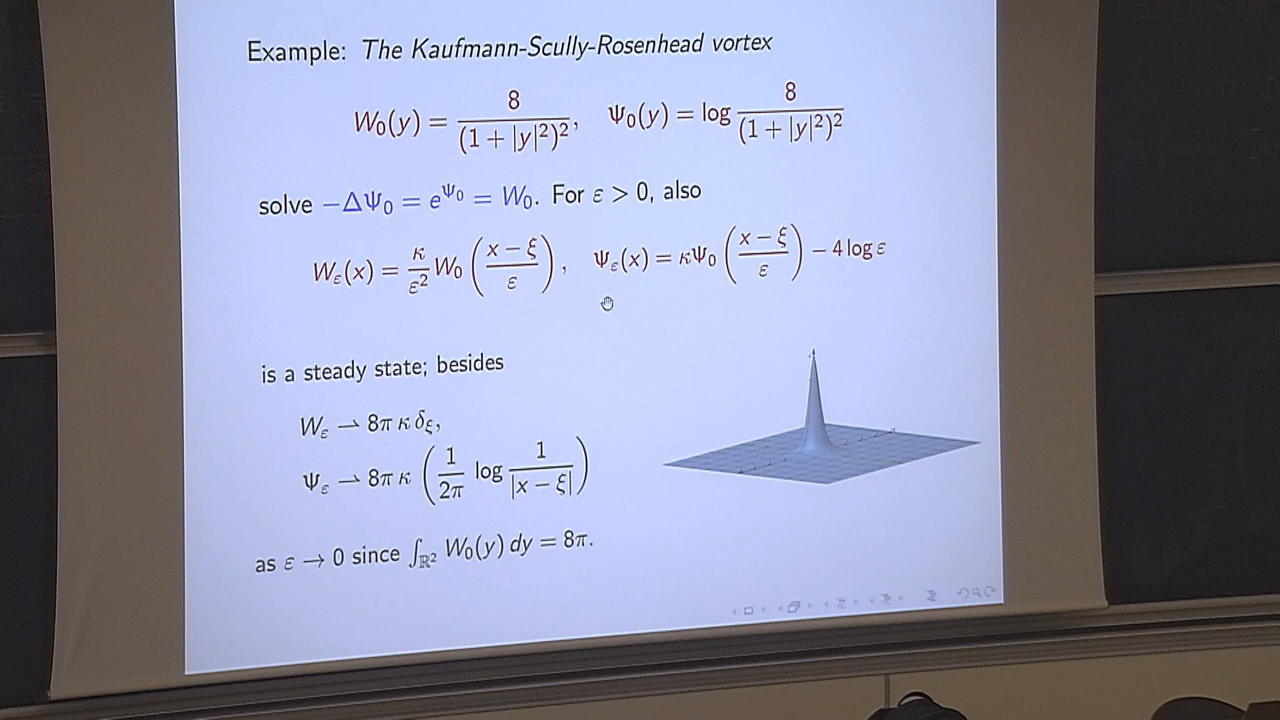 Example: The Kaufmann-Scully-Rosenhead vortex
W₀(y) = 8/(1 + |y|²)², Ψ₀(y) = log 8/(1 + |y|²)²
solve −ΔΨ₀ = e^Ψ₀ = W₀. For ε > 0, also
W_ε(x) = κ/ε² W₀((x − ξ)/ε), Ψ_ε(x) = κΨ₀((x − ξ)/ε) − 4 log ε
is a steady state; besides
W_ε ⇀ 8π κ δ_ξ,
Ψ_ε ⇀ 8π κ (1/2π log 1/|x − ξ|)
as ε → 0 since ∫_ℝ² W₀(y) dy = 8π.